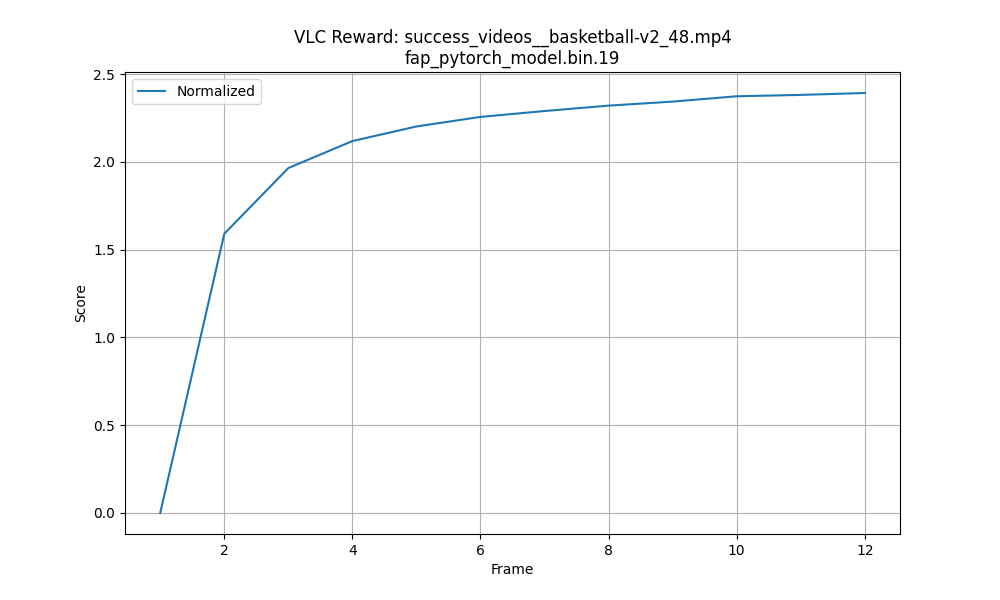 VLC Reward: success_videos__basketball-v2_48.mp4
fap_pytorch_model.bin.19
Normalized
2.5
2.0
1.5
1.0
0.5
0.0
Score
2 4 6 8 10 12
Frame